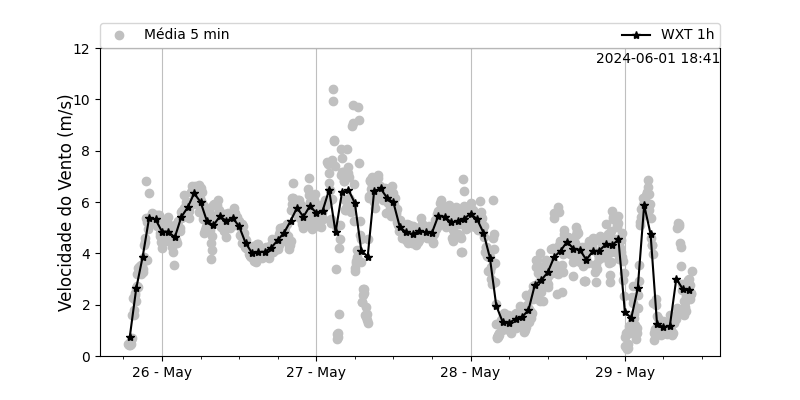 Média 5 min
WXT 1h
2024-06-01 18:41
Velocidade do Vento (m/s)
12
10
8
6
4
2
0
26 - May
27 - May
28 - May
29 - May